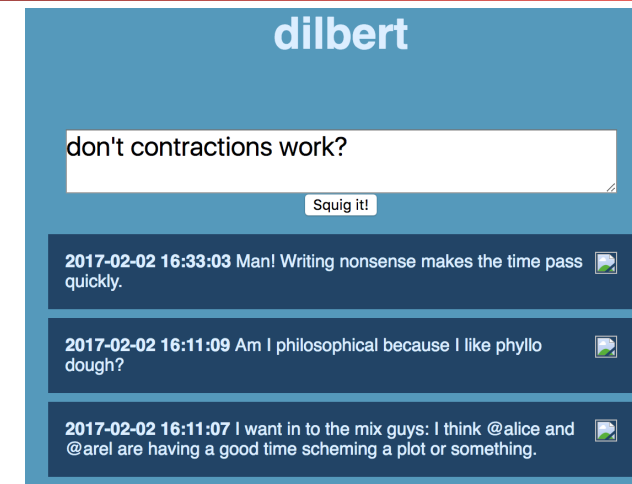 dilbert
don't contractions work?
Squig it!
2017-02-02 16:33:03 Man! Writing nonsense makes the time pass
quickly.
2017-02-02 16:11:09 Am I philosophical because I like phyllo
dough?
2017-02-02 16:11:07 I want in to the mix guys: I think @alice and
@arel are having a good time scheming a plot or something.